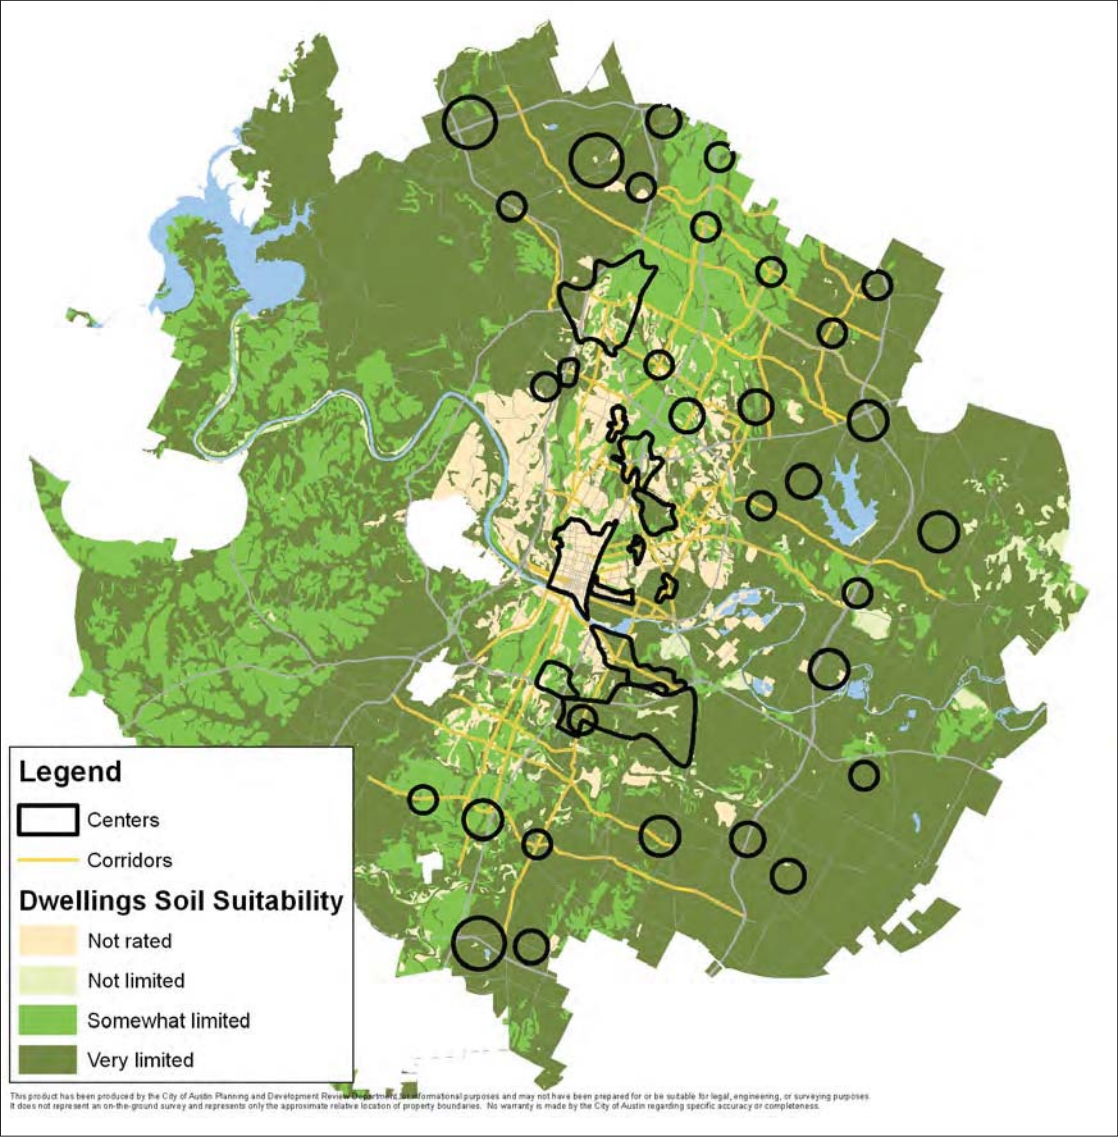 Legend
Centers
Corridors
Dwellings Soil Suitability
Not rated
Not limited
Somewhat limited
Very limited
This product has been produced by the City of Austin Planning and Development Review Department for informational purposes and may not have been prepared for or be suitable for legal, engineering, or surveying purposes
It does not represent an on-the-ground survey and represents only the approximate relative location of property boundaries. No warranty is made by the City of Austin regarding specific accuracy or completeness.